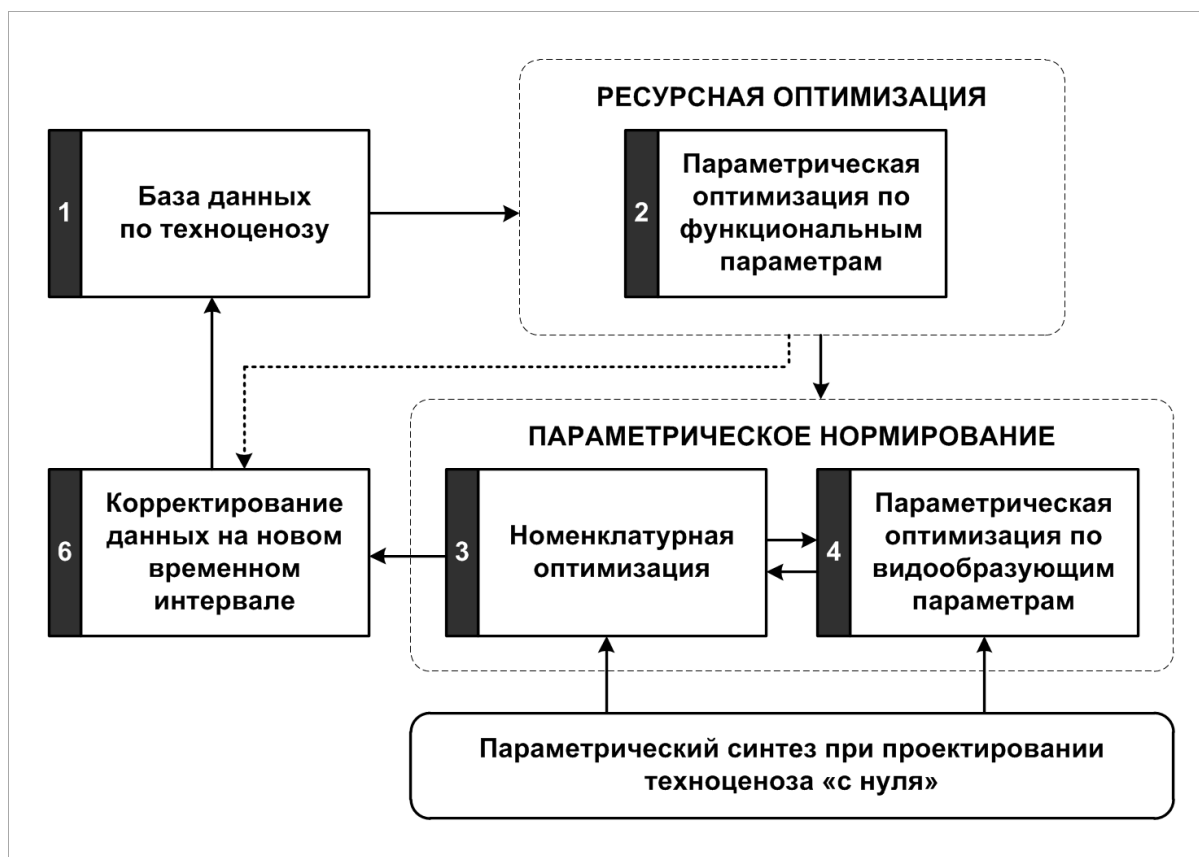 РЕСУРСНАЯ ОПТИМИЗАЦИЯ
1
База данных
по техноценозу
2
Параметрическая
оптимизация по
функциональным
параметрам
ПАРАМЕТРИЧЕСКОЕ НОРМИРОВАНИЕ
6
Корректирование
данных на новом
временном
интервале
3
Номенклатурная
оптимизация
4
Параметрическая
оптимизация по
видообразующим
параметрам
Параметрический синтез при проектировании
техноценоза «с нуля»